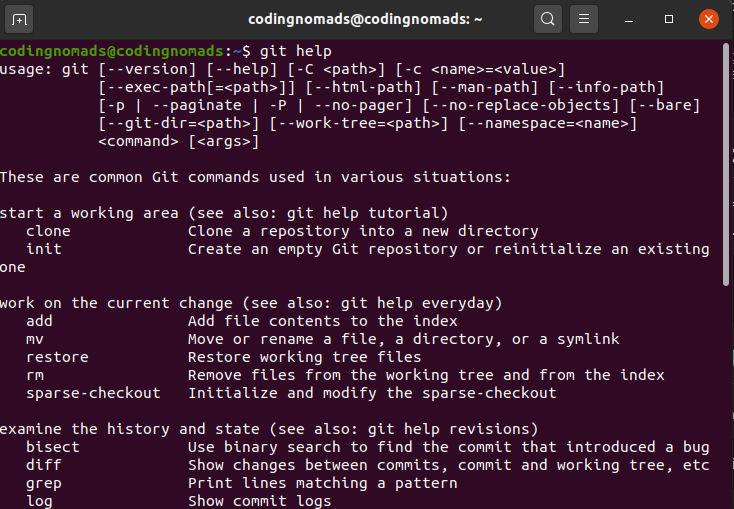 codingnomads@codingnomads: ~
codingnomads@codingnomads:~$ git help
usage: git [--version] [--help] [-C <path>] [-c <name>=<value>]
           [--exec-path[=<path>]] [--html-path] [--man-path] [--info-path]
           [-p | --paginate | -P | --no-pager] [--no-replace-objects] [--bare]
           [--git-dir=<path>] [--work-tree=<path>] [--namespace=<name>]
           <command> [<args>]

These are common Git commands used in various situations:

start a working area (see also: git help tutorial)
   clone             Clone a repository into a new directory
   init              Create an empty Git repository or reinitialize an existing
one

work on the current change (see also: git help everyday)
   add               Add file contents to the index
   mv                Move or rename a file, a directory, or a symlink
   restore           Restore working tree files
   rm                Remove files from the working tree and from the index
   sparse-checkout   Initialize and modify the sparse-checkout

examine the history and state (see also: git help revisions)
   bisect            Use binary search to find the commit that introduced a bug
   diff              Show changes between commits, commit and working tree, etc
   grep              Print lines matching a pattern
   log               Show commit logs